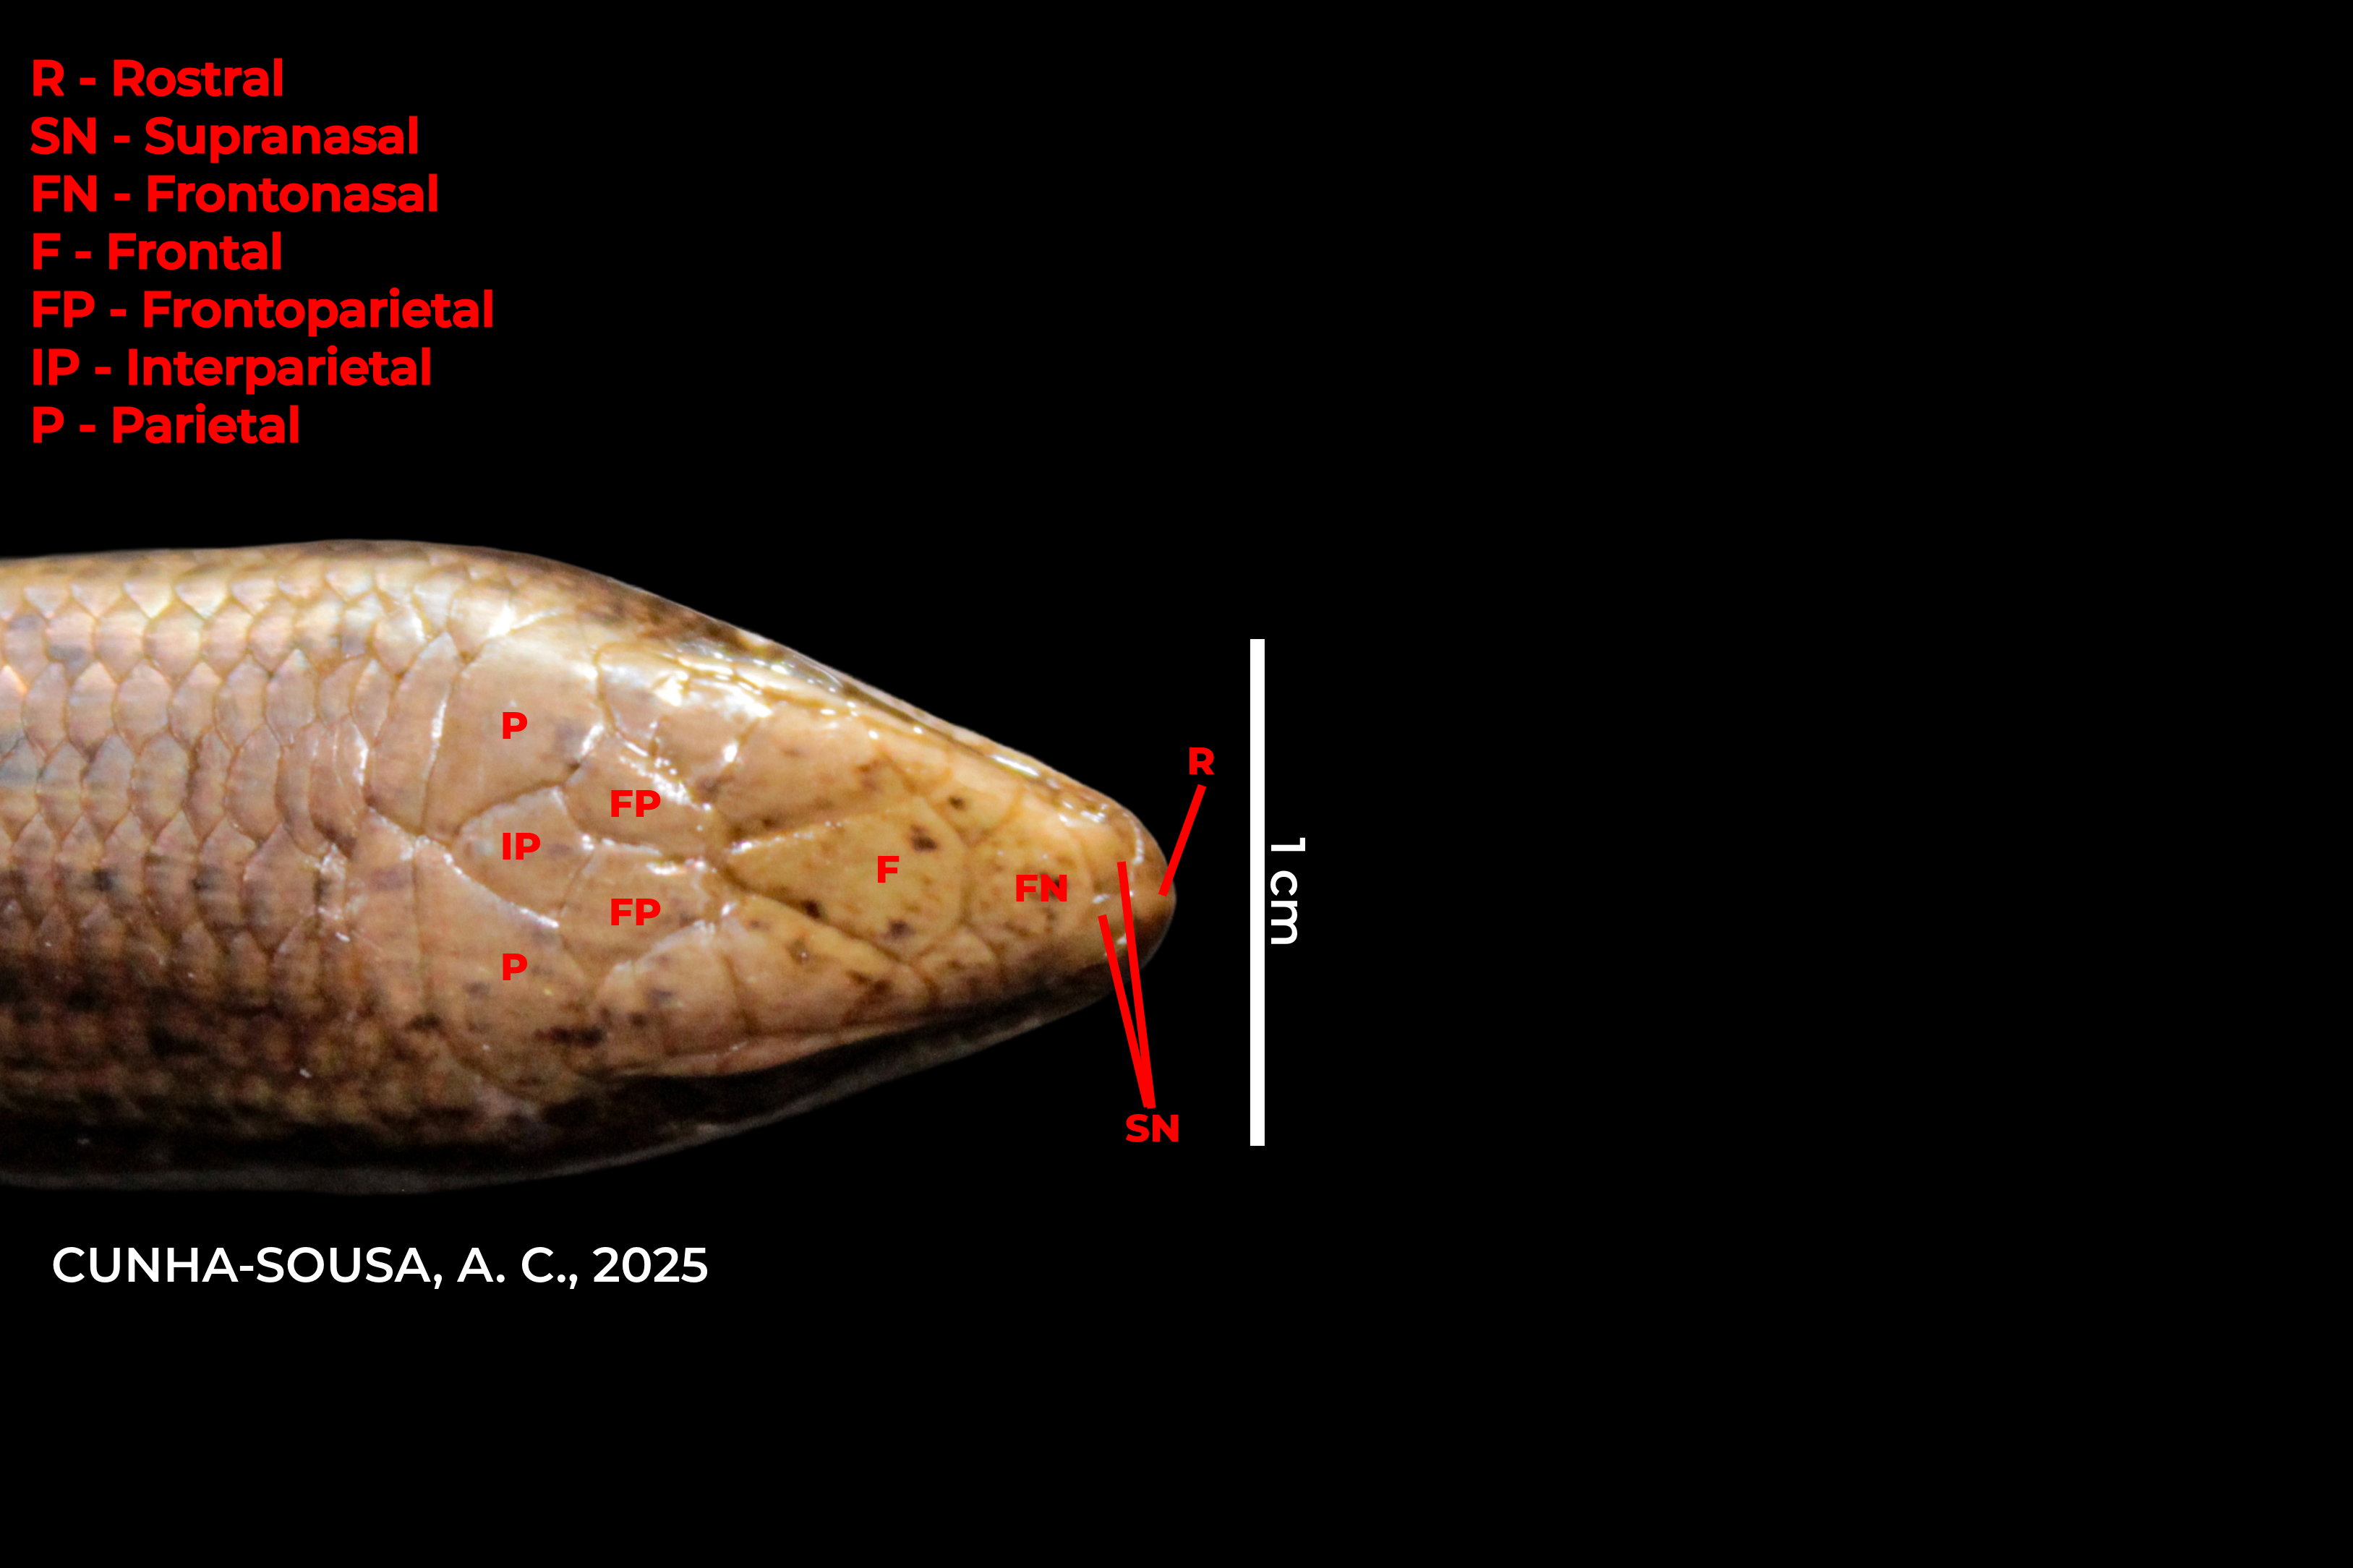 R - Rostral
SN - Supranasal
FN - Frontonasal
F - Frontal
FP - Frontoparietal
IP - Interparietal
P - Parietal
P
R
FP
IP
F
FN
FP
P
SN
1 cm
CUNHA-SOUSA, A. C., 2025